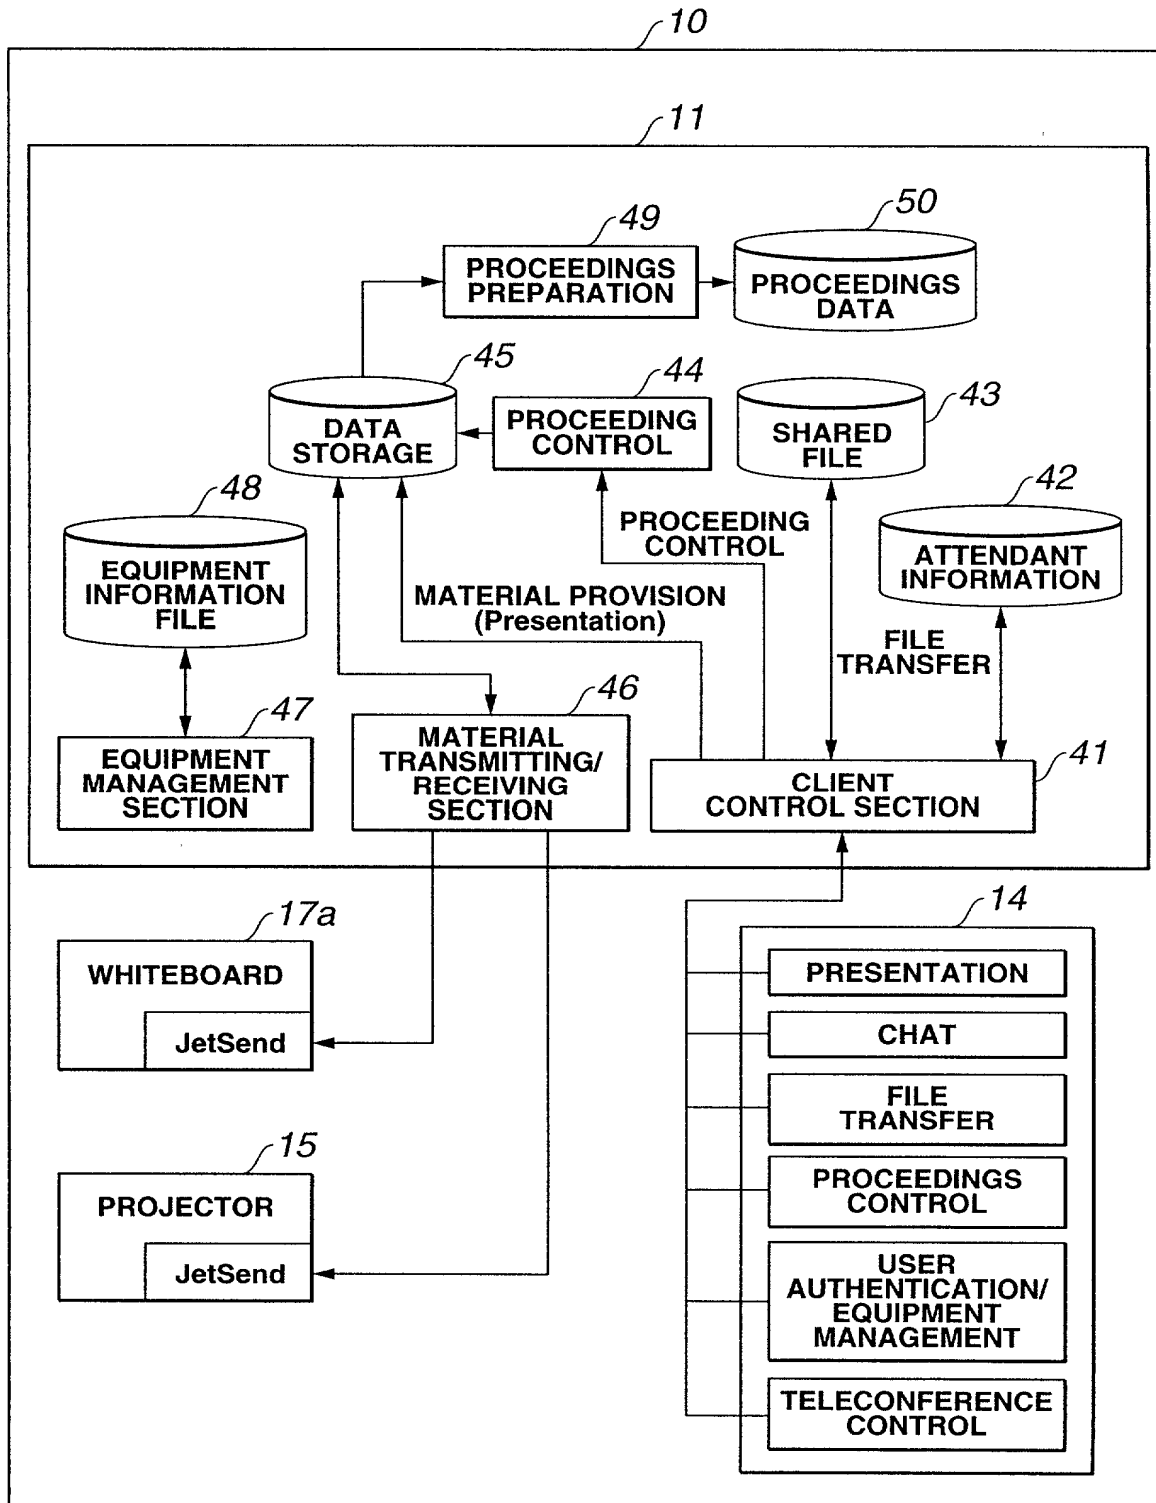 10
11
49
PROCEEDINGS
PREPARATION
50
PROCEEDINGS
DATA
45
DATA
STORAGE
44
PROCEEDING
CONTROL
43
SHARED
FILE
48
EQUIPMENT
INFORMATION
FILE
42
ATTENDANT
INFORMATION
PROCEEDING
CONTROL
MATERIAL PROVISION
(Presentation)
FILE
TRANSFER
47
EQUIPMENT
MANAGEMENT
SECTION
46
MATERIAL
TRANSMITTING/
RECEIVING
SECTION
41
CLIENT
CONTROL SECTION
17a
WHITEBOARD
JetSend
15
PROJECTOR
JetSend
14
PRESENTATION
CHAT
FILE
TRANSFER
PROCEEDINGS
CONTROL
USER
AUTHENTICATION/
EQUIPMENT
MANAGEMENT
TELECONFERENCE
CONTROL